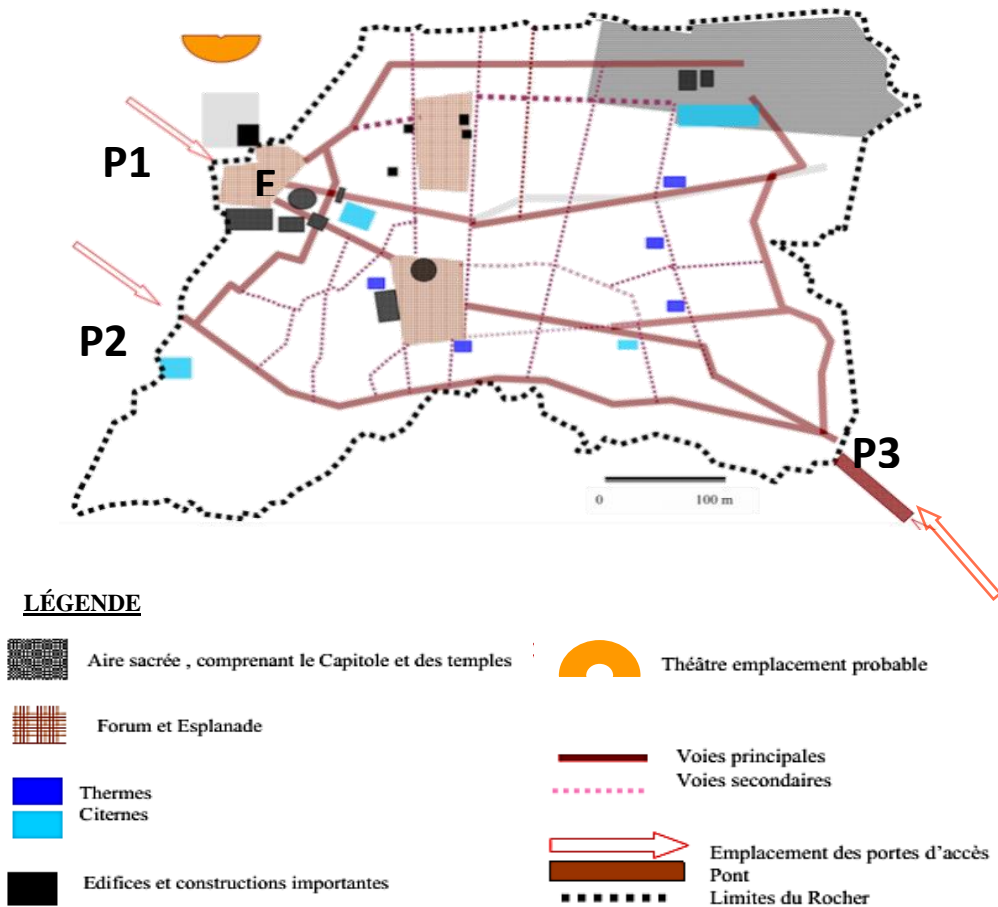 P1
F
P2
P3
0 100 m
LÉGENDE
Aire sacrée , comprenant le Capitole et des temples
Théâtre emplacement probable
Forum et Esplanade
Voies principales
Voies secondaires
Thermes
Citernes
Emplacement des portes d'accès
Pont
Edifices et constructions importantes
Limites du Rocher